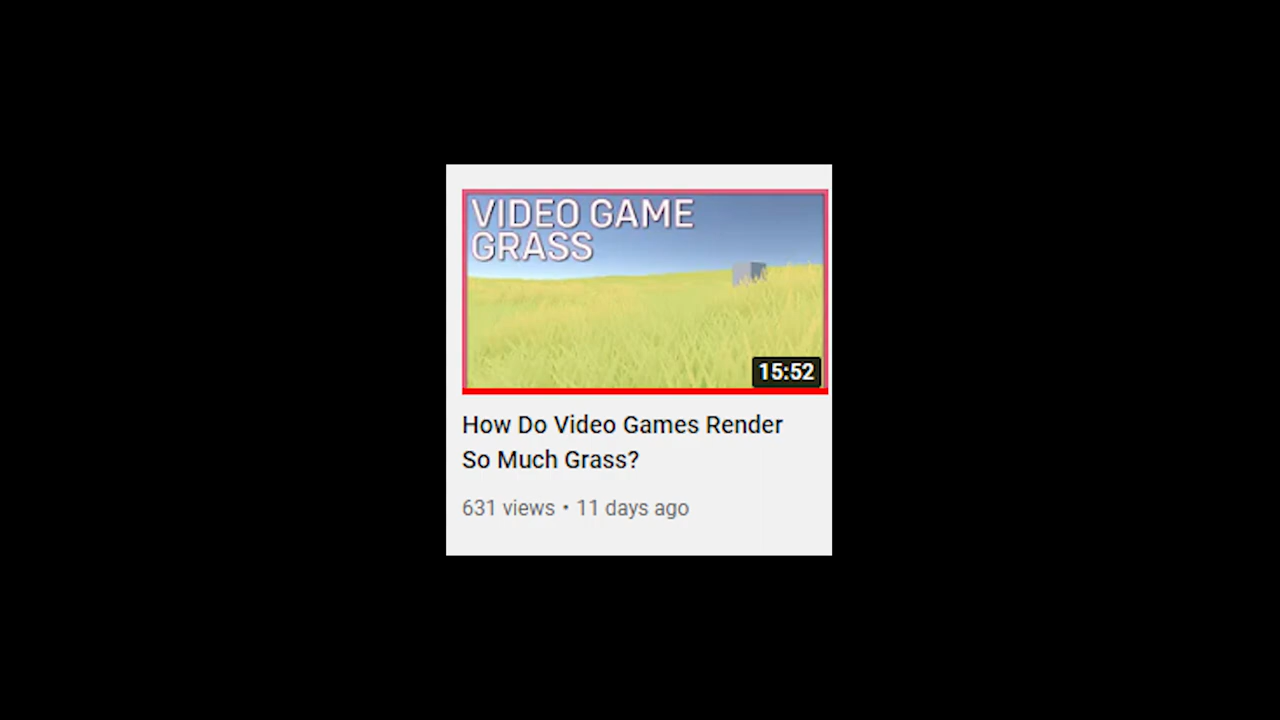 VIDEO GAME
GRASS
15:52
How Do Video Games Render
So Much Grass?
631 views • 11 days ago